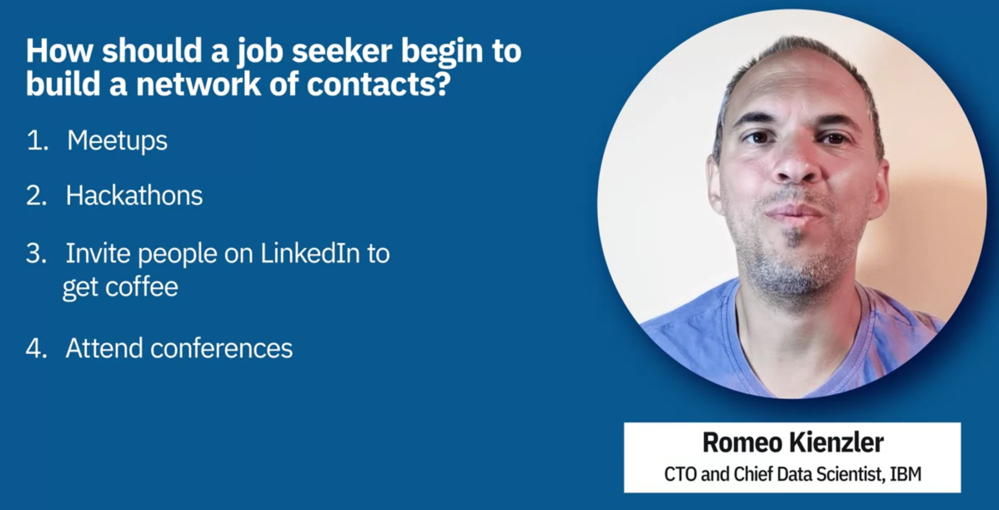 How should a job seeker begin to
build a network of contacts?
1. Meetups
2. Hackathons
3. Invite people on LinkedIn to
get coffee
4. Attend conferences
Romeo Kienzler
CTO and Chief Data Scientist, IBM